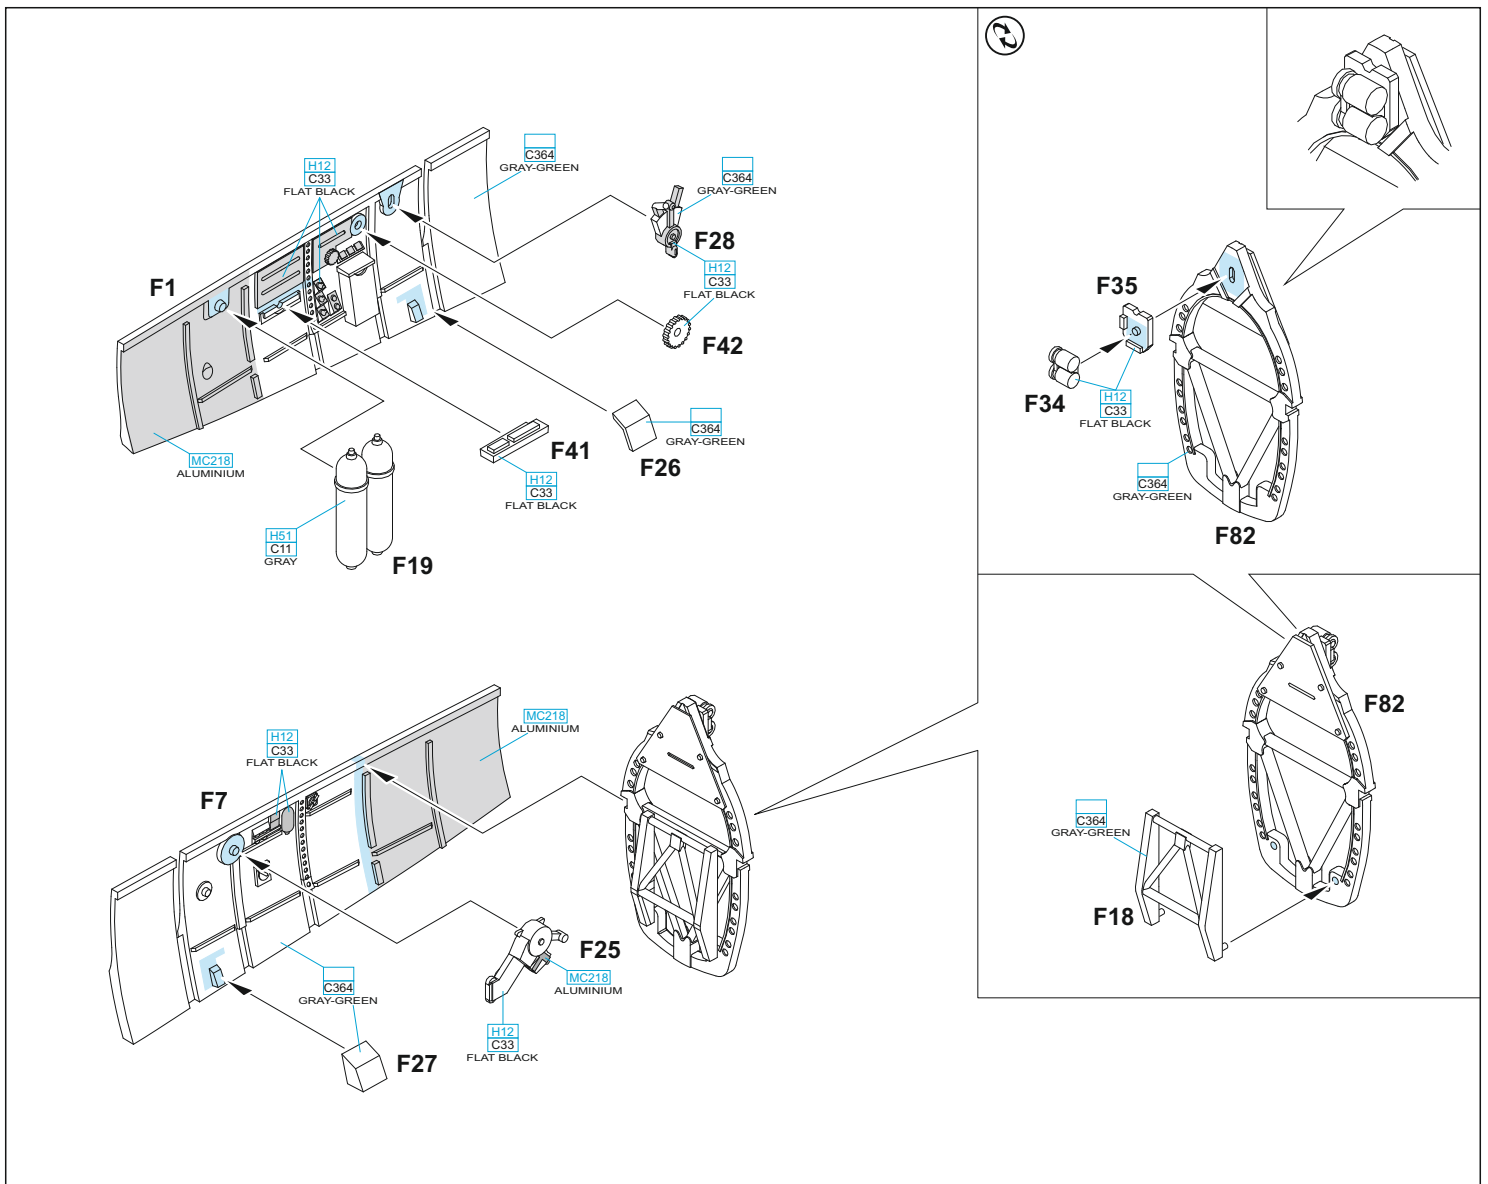 C364
GRAY-GREEN
H12
C33
FLAT BLACK
C364
GRAY-GREEN
F28
H12
C33
FLAT BLACK
F1
F42
C364
GRAY-GREEN
F26
F41
H12
C33
FLAT BLACK
MC218
ALUMINIUM
H51
C11
GRAY
F19
F35
F34
H12
C33
FLAT BLACK
C364
GRAY-GREEN
F82
MC218
ALUMINIUM
H12
C33
FLAT BLACK
F7
F25
MC218
ALUMINIUM
C364
GRAY-GREEN
H12
C33
FLAT BLACK
F27
F82
C364
GRAY-GREEN
F18